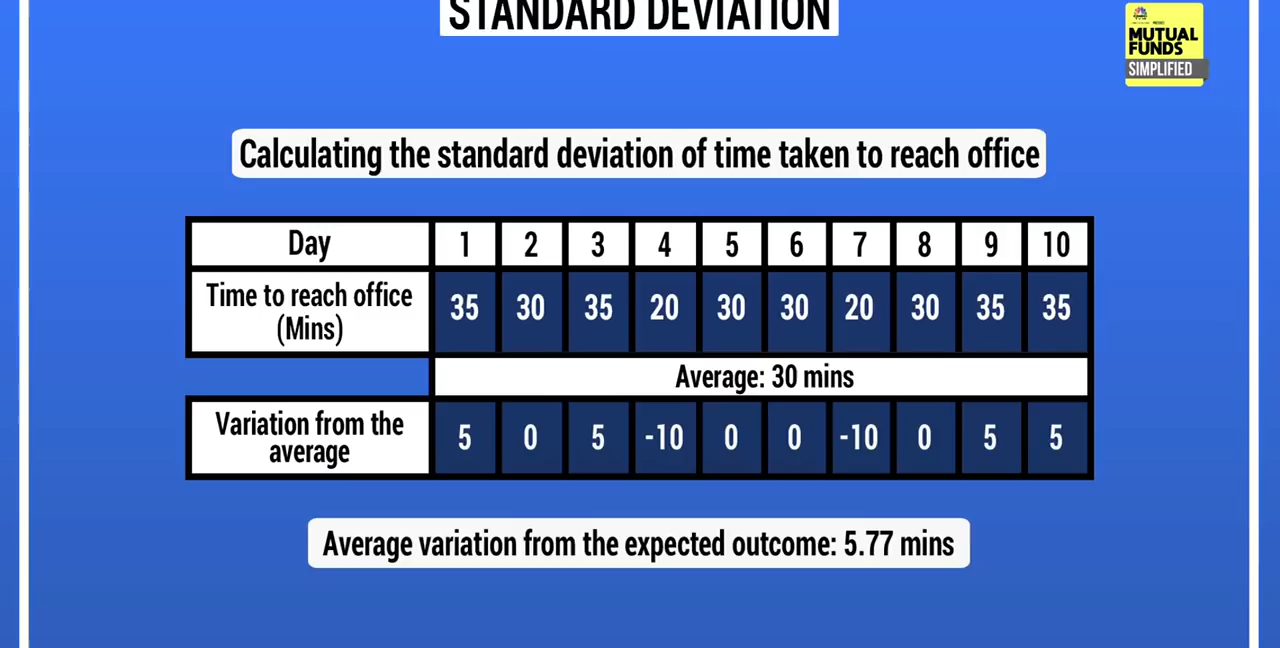 STANDARD DEVIATION
MUTUAL
FUNDS
SIMPLIFIED
Calculating the standard deviation of time taken to reach office
Day 1 2 3 4 5 6 7 8 9 10
Time to reach office
(Mins) 35 30 35 20 30 30 20 30 35 35
Average: 30 mins
Variation from the
average 5 0 5 -10 0 0 -10 0 5 5
Average variation from the expected outcome: 5.77 mins